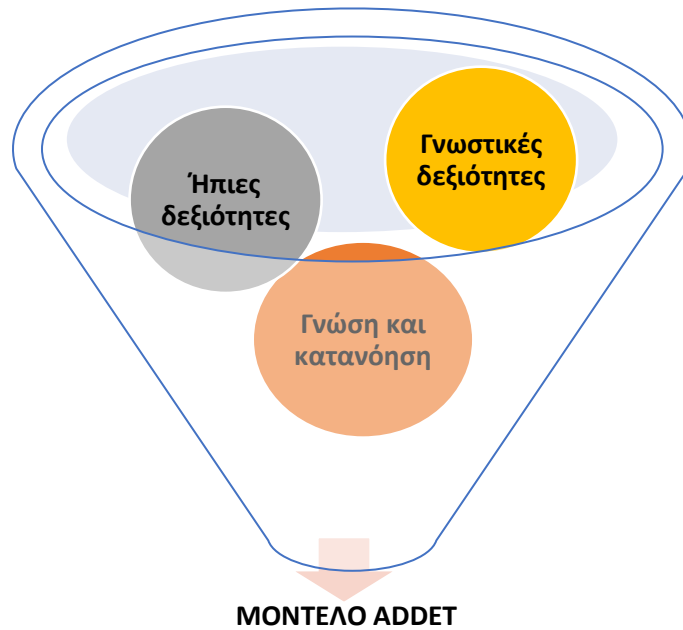 Γνωστικές
δεξιότητες
Ήπιες
δεξιότητες
Γνώση και
κατανόηση
ΜΟΝΤΕΛΟ ADDET